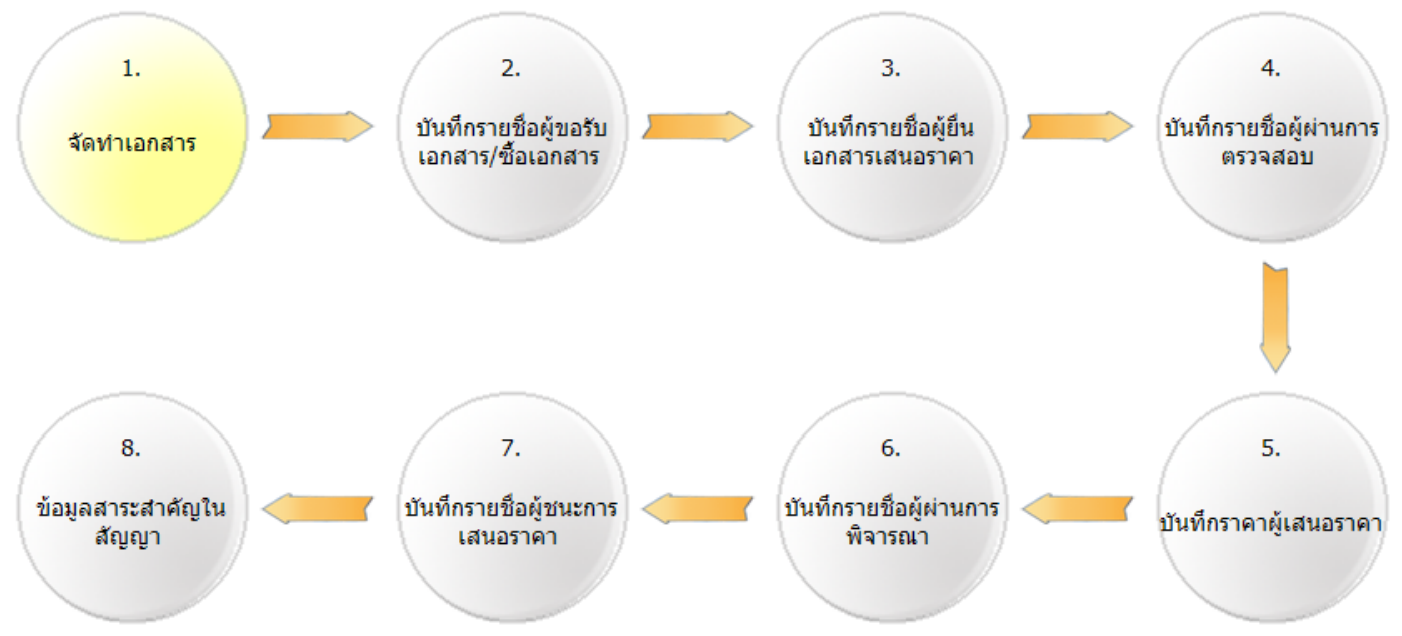 1.
จัดทำเอกสาร
2.
บันทึกรายชื่อผู้ขอรับ
เอกสาร/ซื้อเอกสาร
3.
บันทึกรายชื่อผู้ยื่น
เอกสารเสนอราคา
4.
บันทึกรายชื่อผู้ผ่านการ
ตรวจสอบ
5.
บันทึกราคาผู้เสนอราคา
6.
บันทึกรายชื่อผู้ผ่านการ
พิจารณา
7.
บันทึกรายชื่อผู้ชนะการ
เสนอราคา
8.
ข้อมูลสาระสำคัญใน
สัญญา